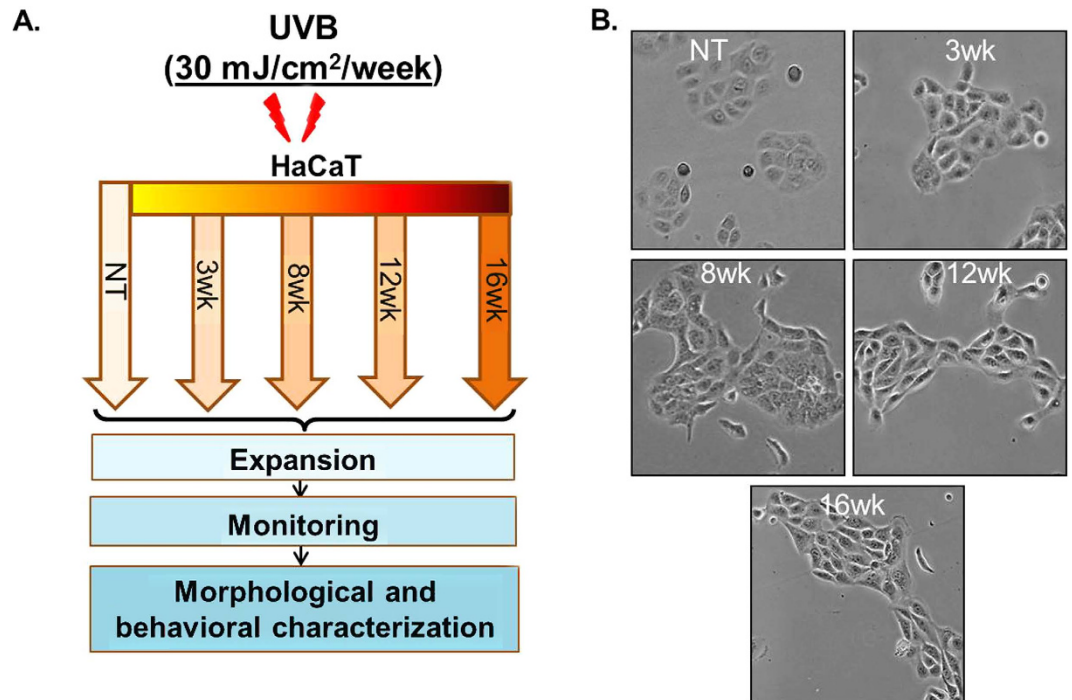 A.
UVB
(30 mJ/cm²/week)
HaCaT
NT
3wk
8wk
12wk
16wk
Expansion
Monitoring
Morphological and
behavioral characterization
B.
NT
3wk
8wk
12wk
16wk